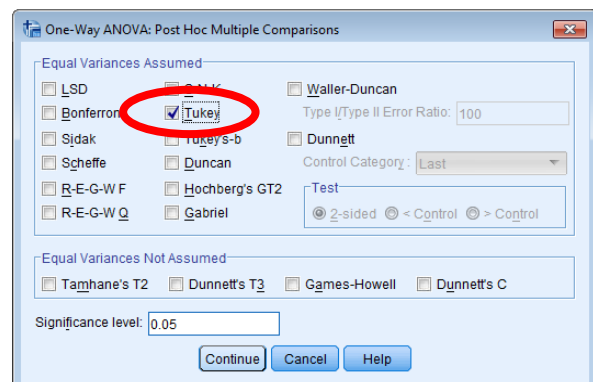 One-Way ANOVA: Post Hoc Multiple Comparisons
Equal Variances Assumed
LSD S-N-K Waller-Duncan
Bonferroni Tukey Type I/Type II Error Ratio: 100
Sidak Tukey's-b Dunnett
Scheffe Duncan Control Category: Last
R-E-G-W F Hochberg's GT2 Test
R-E-G-W Q Gabriel 2-sided < Control > Control
Equal Variances Not Assumed
Tamhane's T2 Dunnett's T3 Games-Howell Dunnett's C
Significance level: 0.05
Continue Cancel Help